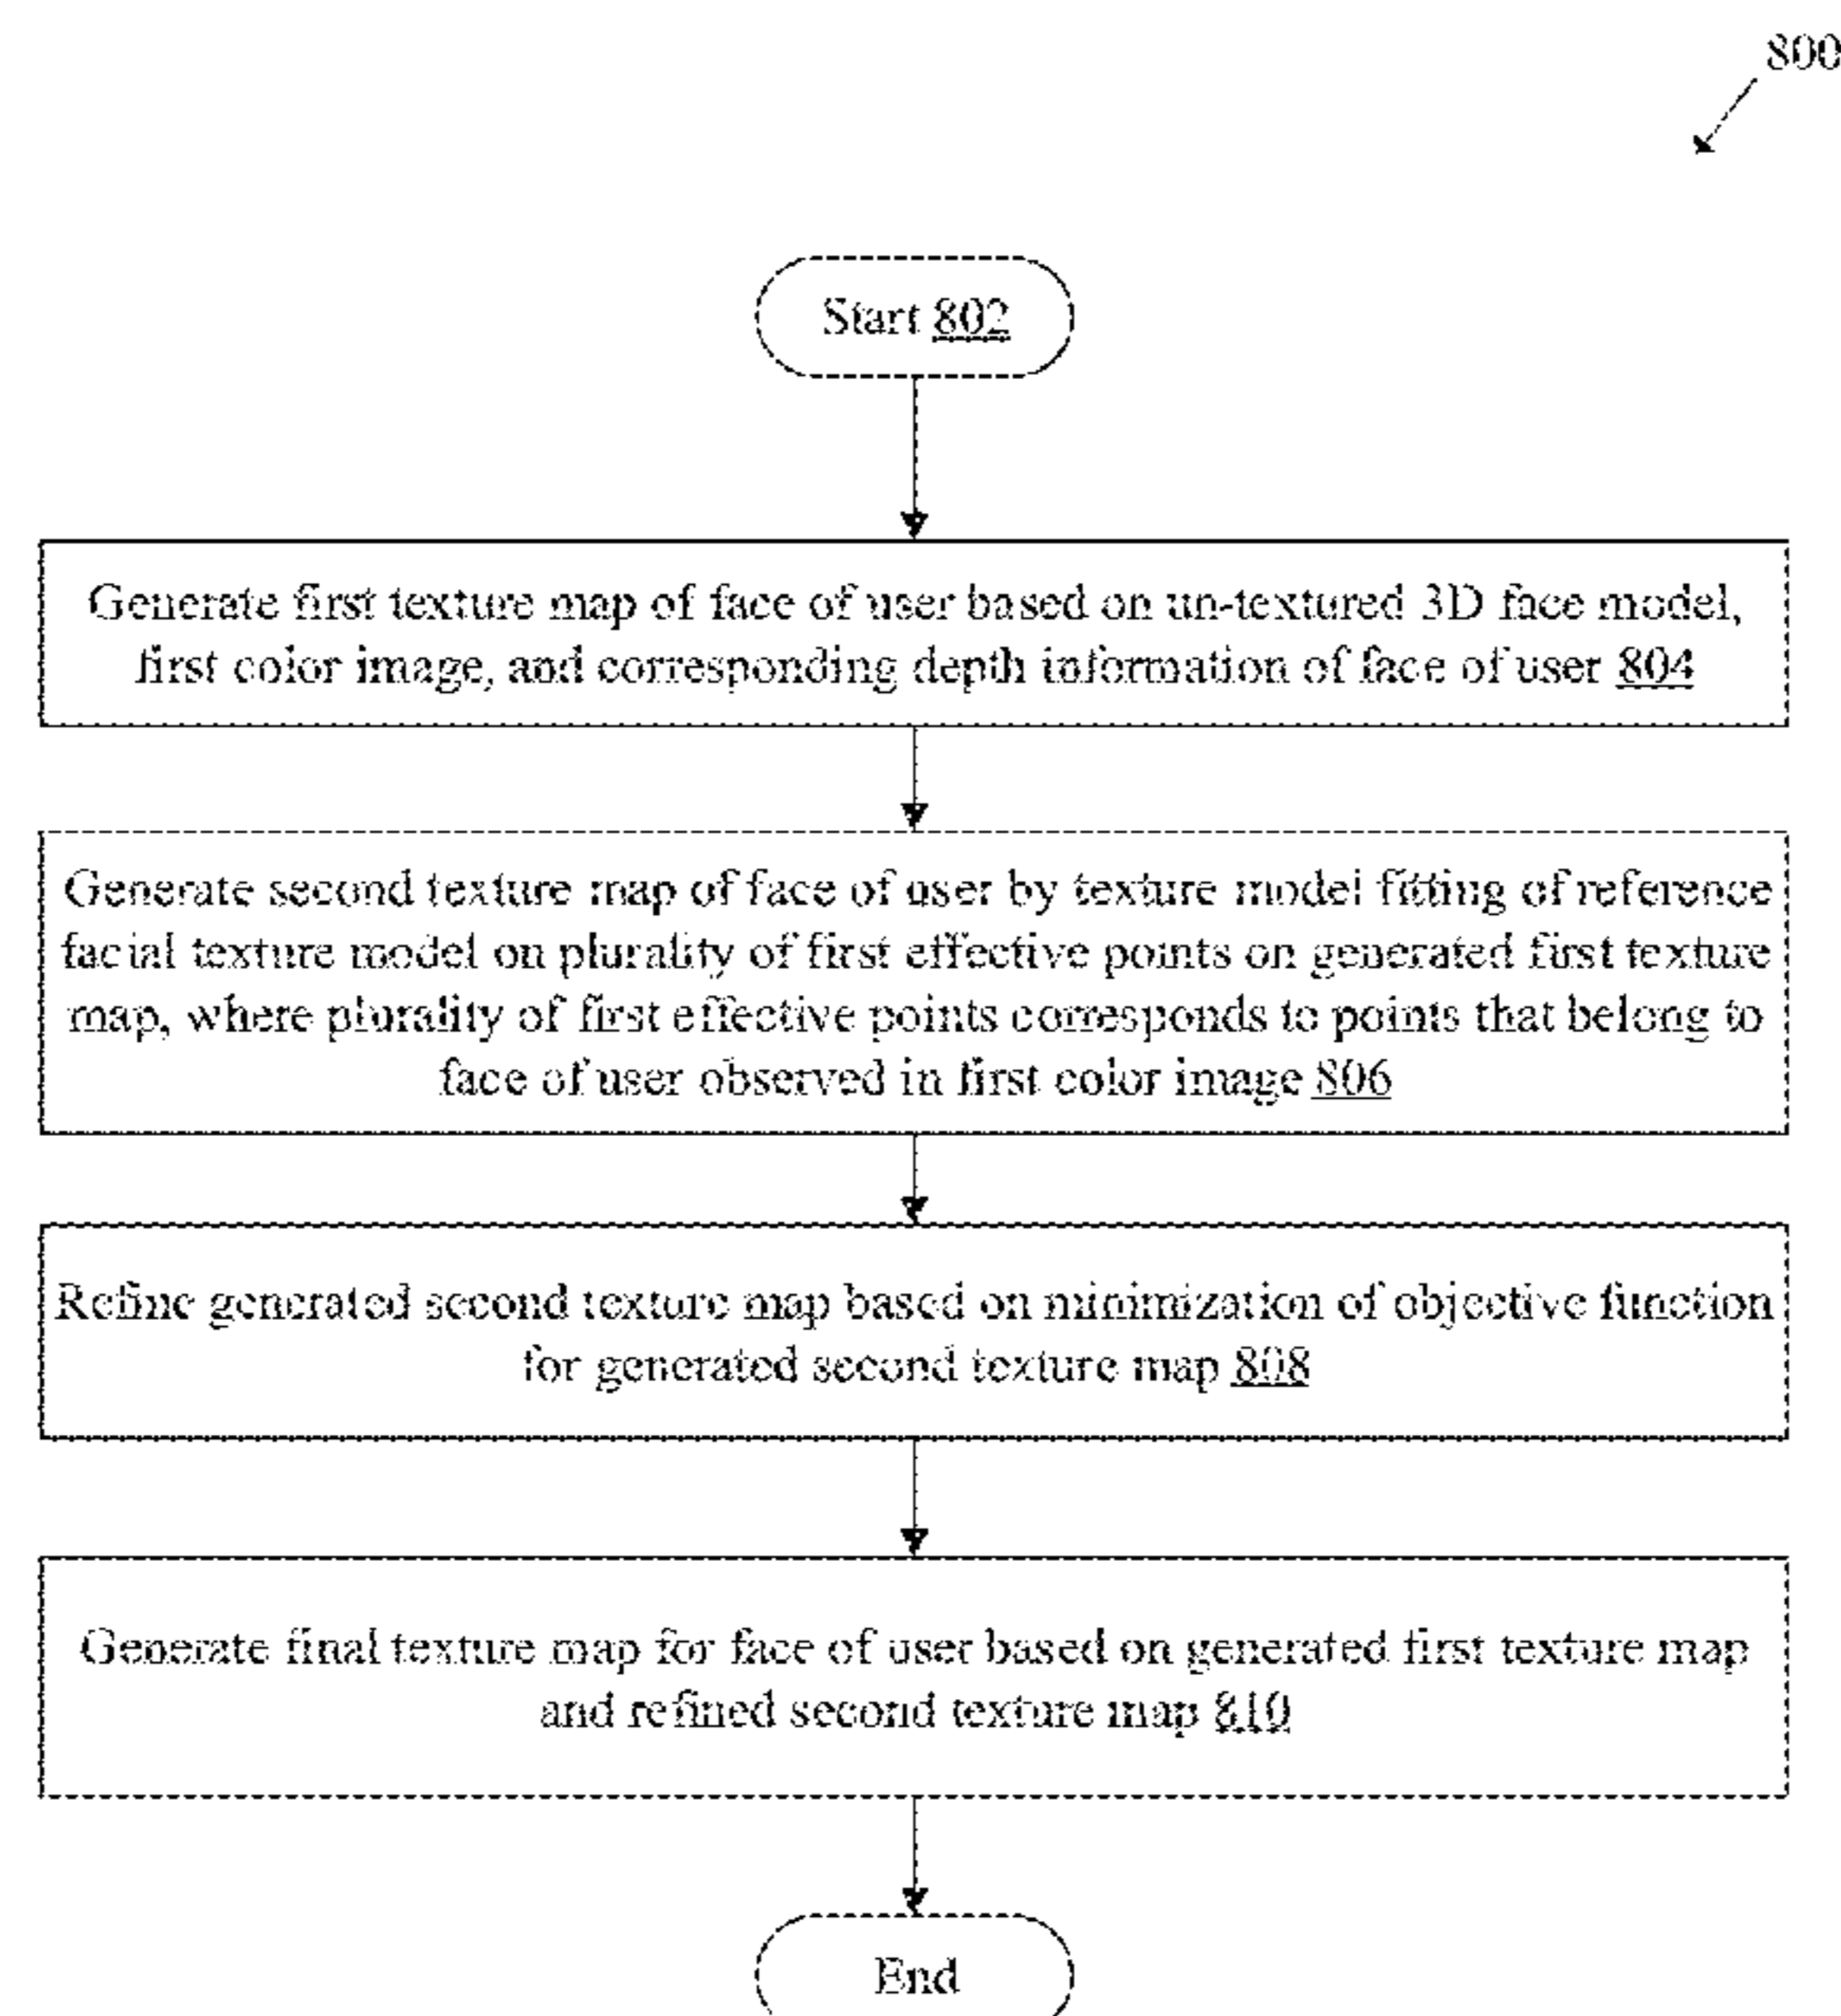 800
Start 802
Generate first texture map of face of user based on un-textured 3D face model,
first color image, and corresponding depth information of face of user 804
Generate second texture map of face of user by texture model fitting of reference
facial texture model on plurality of first effective points on generated first texture
map, where plurality of first effective points corresponds to points that belong to
face of user observed in first color image 806
Refine generated second texture map based on minimization of objective function
for generated second texture map 808
Generate final texture map for face of user based on generated first texture map
and refined second texture map 810
End